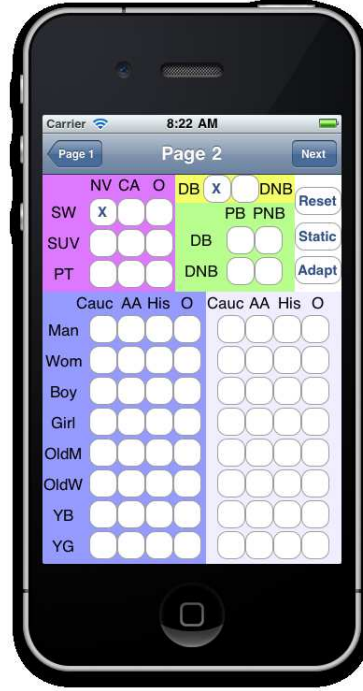 Carrier 8:22 AM
Page 1 Page 2 Next
NV CA O DB X DNB
Reset
SW X PB PNB
SUV DB Static
PT DNB Adapt
Cauc AA His O Cauc AA His O
Man
Wom
Boy
Girl
OldM
OldW
YB
YG